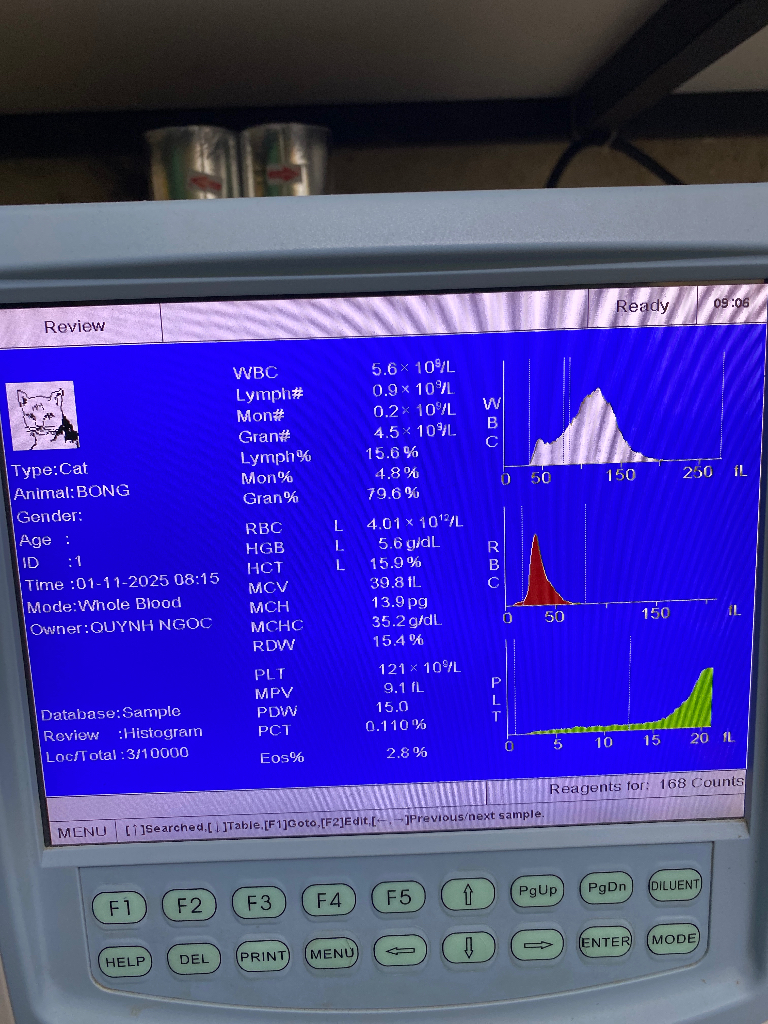 Review
Ready
09:06
Type:Cat
Animal:BONG
Gender:
Age :
ID :1
Time :01-11-2025 08:15
Mode:Whole Blood
Owner:QUYNH NGOC
Database:Sample
Review :Histogram
Loc/Total :3/10000
WBC 5.6×10⁹/L
Lymph# 0.9×10⁹/L
Mon# 0.2×10⁹/L
Gran# 4.5×10⁹/L
Lymph% 15.6%
Mon% 4.8%
Gran% 79.6%
RBC L 4.01×10¹²/L
HGB L 5.6 g/dL
HCT L 15.9%
MCV 39.8 fL
MCH 13.9 pg
MCHC 35.2 g/dL
RDW 15.4%
PLT 121×10⁹/L
MPV 9.1 fL
PDW 15.0
PCT 0.110%
Eos% 2.8%
WBC
0 50 150 250 fL
RBC
0 50 150 fL
PLT
0 5 10 15 20 fL
Reagents for: 168 Counts
MENU
[↑]Searched,[↓]Table,[F1]Goto,[F2]Edit,[←,→]Previous/next sample.
F1 F2 F3 F4 F5 ⇧ PgUp PgDn DILUENT
HELP DEL PRINT MENU ⇦ ⇩ ⇨ ENTER MODE